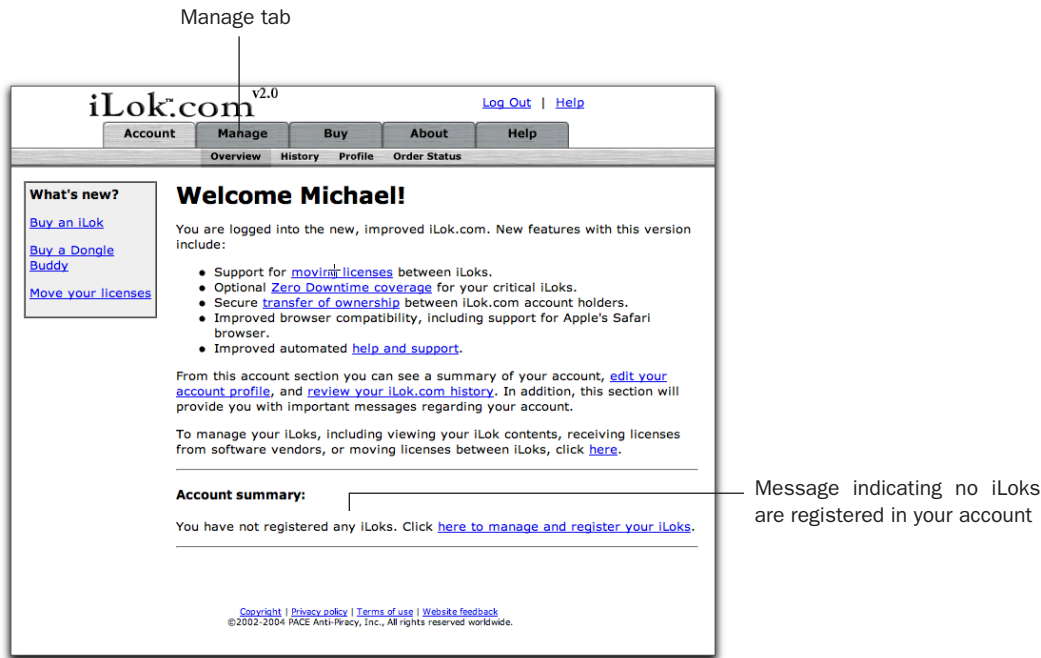 Manage tab
iLok™.com v2.0
Log Out | Help
Account Manage Buy About Help
Overview History Profile Order Status
What's new?
Buy an iLok
Buy a Dongle
Buddy
Move your licenses
Welcome Michael!
You are logged into the new, improved iLok.com. New features with this version
include:
• Support for moving licenses between iLoks.
• Optional Zero Downtime coverage for your critical iLoks.
• Secure transfer of ownership between iLok.com account holders.
• Improved browser compatibility, including support for Apple's Safari
browser.
• Improved automated help and support.
From this account section you can see a summary of your account, edit your
account profile, and review your iLok.com history. In addition, this section will
provide you with important messages regarding your account.
To manage your iLoks, including viewing your iLok contents, receiving licenses
from software vendors, or moving licenses between iLoks, click here.
Account summary:
You have not registered any iLoks. Click here to manage and register your iLoks.
Message indicating no iLoks
are registered in your account
Copyright | Privacy policy | Terms of use | Website feedback
©2002-2004 PACE Anti-Piracy, Inc., All rights reserved worldwide.